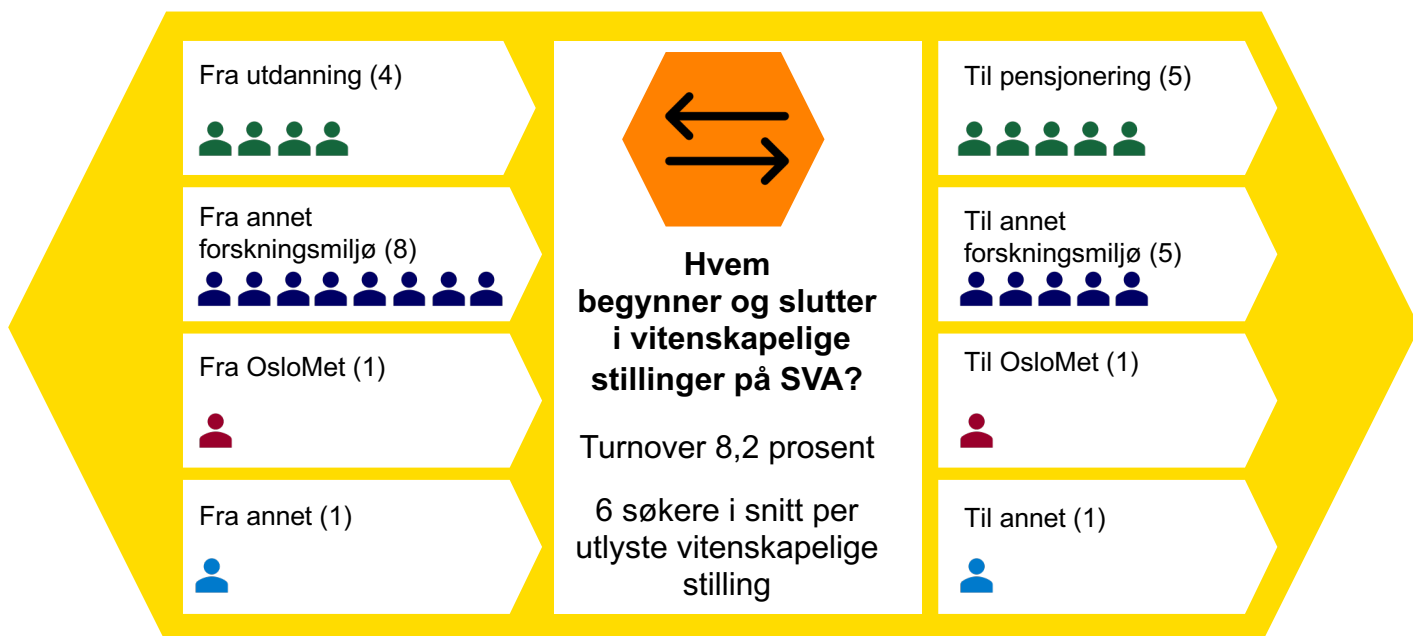 Fra utdanning (4)
Fra annet
forskningsmiljø (8)
Fra OsloMet (1)
Fra annet (1)
Hvem
begynner og slutter
i vitenskapelige
stillinger på SVA?
Turnover 8,2 prosent
6 søkere i snitt per
utlyste vitenskapelige
stilling
Til pensjonering (5)
Til annet
forskningsmiljø (5)
Til OsloMet (1)
Til annet (1)